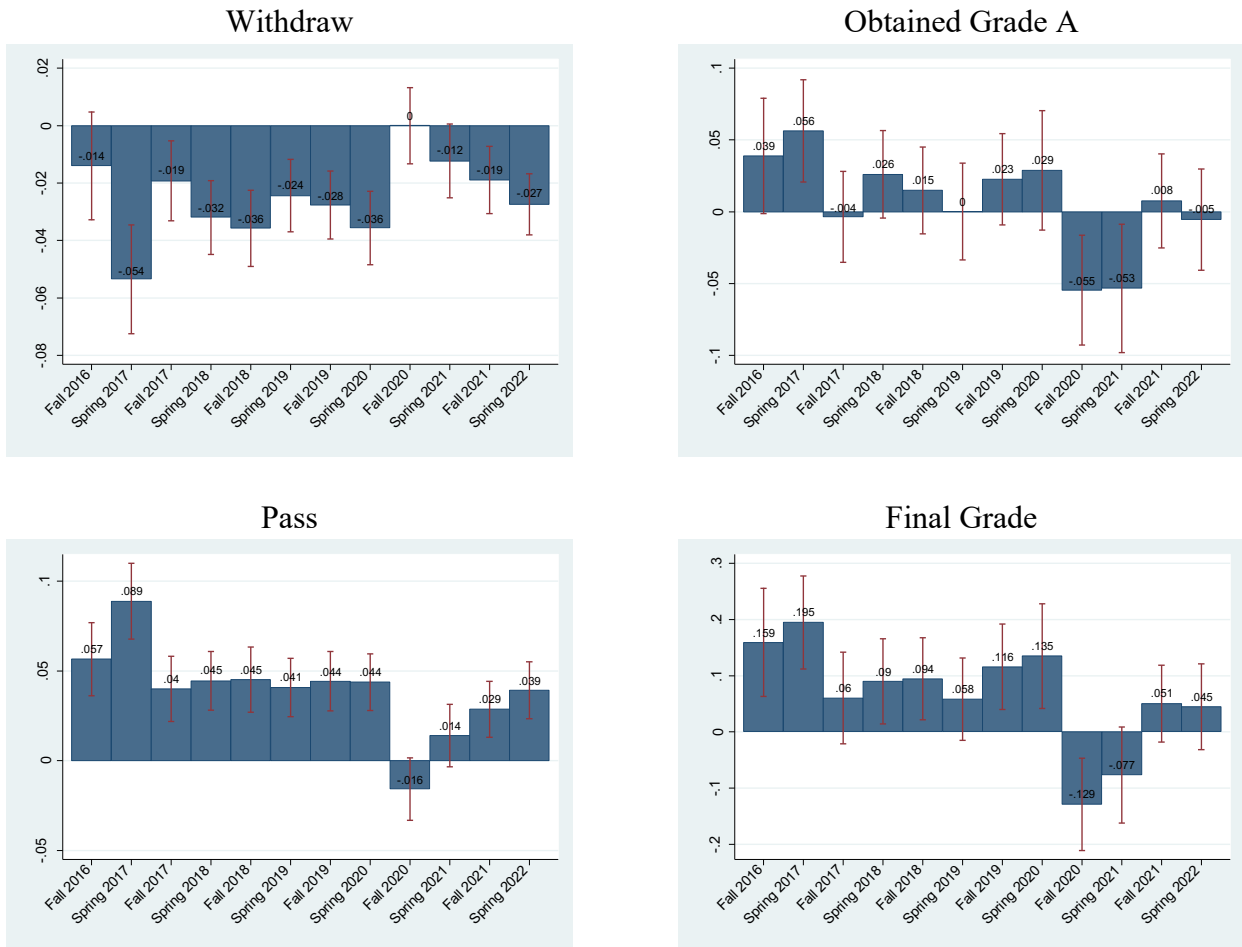 Withdraw
.02
0
-.02
-.04
-.06
-.08
-.014
-.054
-.019
-.032
-.036
-.024
-.028
-.036
0
-.012
-.019
-.027
Fall 2016
Spring 2017
Fall 2017
Spring 2018
Fall 2018
Spring 2019
Fall 2019
Spring 2020
Fall 2020
Spring 2021
Fall 2021
Spring 2022
Obtained Grade A
.1
.05
0
-.05
-.1
.039
.056
-.004
.026
.015
0
.023
.029
-.055
-.053
.008
-.005
Fall 2016
Spring 2017
Fall 2017
Spring 2018
Fall 2018
Spring 2019
Fall 2019
Spring 2020
Fall 2020
Spring 2021
Fall 2021
Spring 2022
Pass
.1
.05
0
-.05
.057
.089
.04
.045
.045
.041
.044
.044
-.016
.014
.029
.039
Fall 2016
Spring 2017
Fall 2017
Spring 2018
Fall 2018
Spring 2019
Fall 2019
Spring 2020
Fall 2020
Spring 2021
Fall 2021
Spring 2022
Final Grade
.3
.2
.1
0
-.1
-.2
.159
.195
.06
.09
.094
.058
.116
.135
-.129
-.077
.051
.045
Fall 2016
Spring 2017
Fall 2017
Spring 2018
Fall 2018
Spring 2019
Fall 2019
Spring 2020
Fall 2020
Spring 2021
Fall 2021
Spring 2022